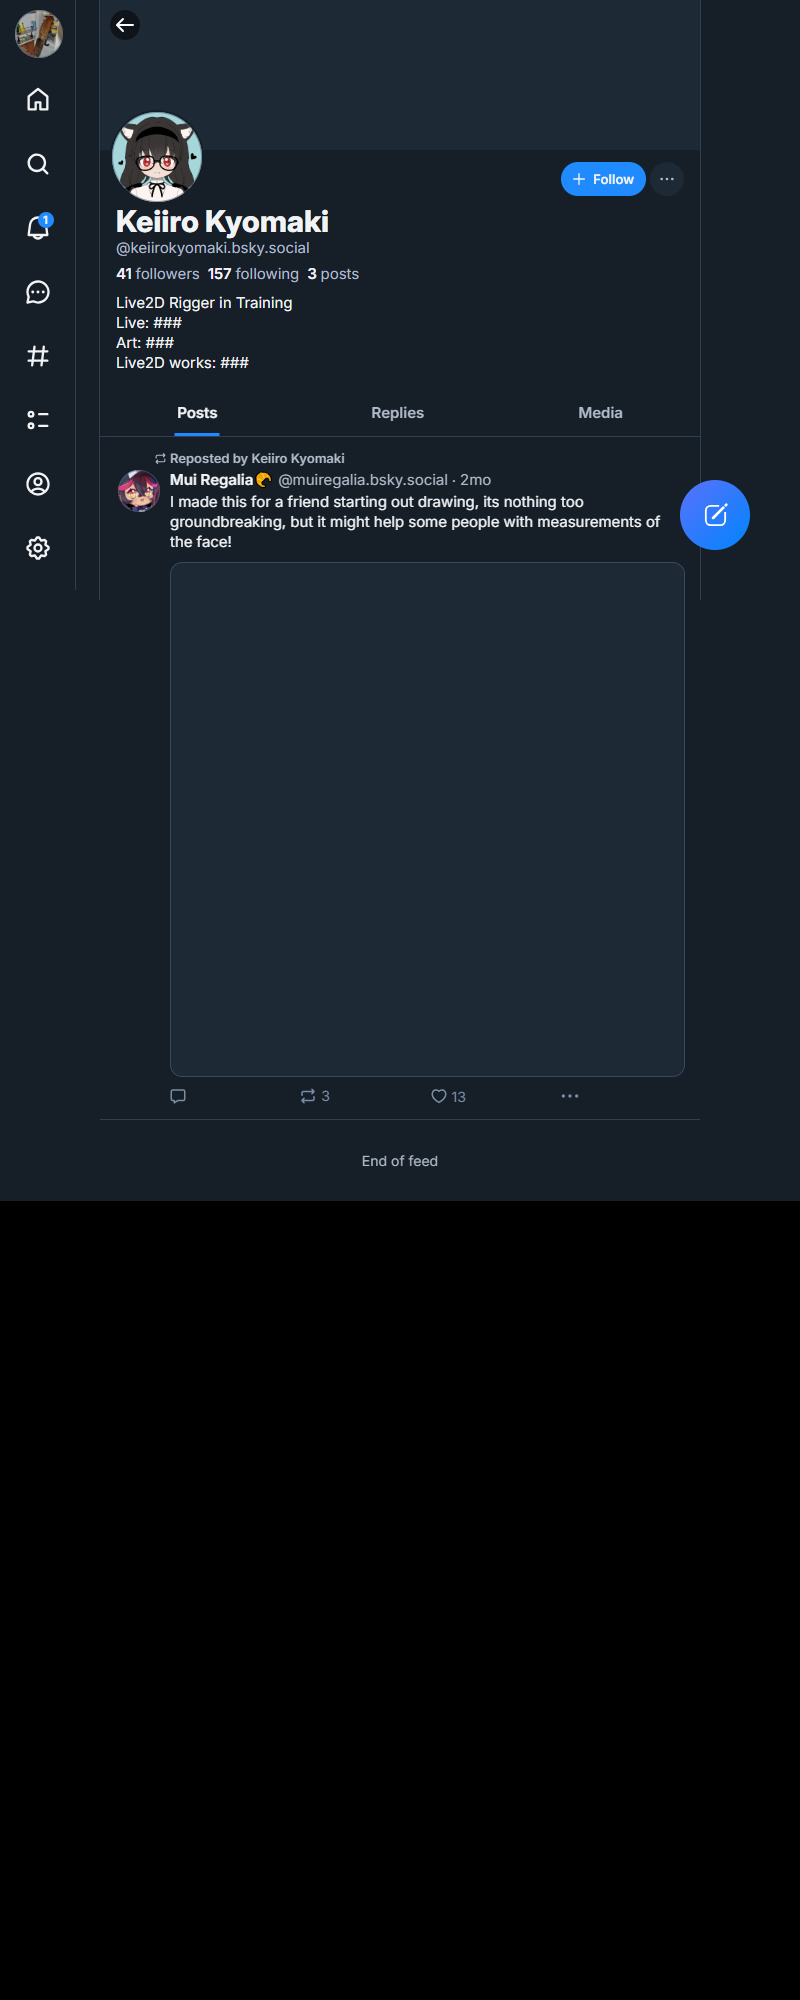 1
Follow
Keiiro Kyomaki
@keiirokyomaki.bsky.social
41 followers 157 following 3 posts
Live2D Rigger in Training
Live: ###
Art: ###
Live2D works: ###
Posts Replies Media
Reposted by Keiiro Kyomaki
Mui Regalia @muiregalia.bsky.social · 2mo
I made this for a friend starting out drawing, its nothing too
groundbreaking, but it might help some people with measurements of
the face!
3 13
End of feed